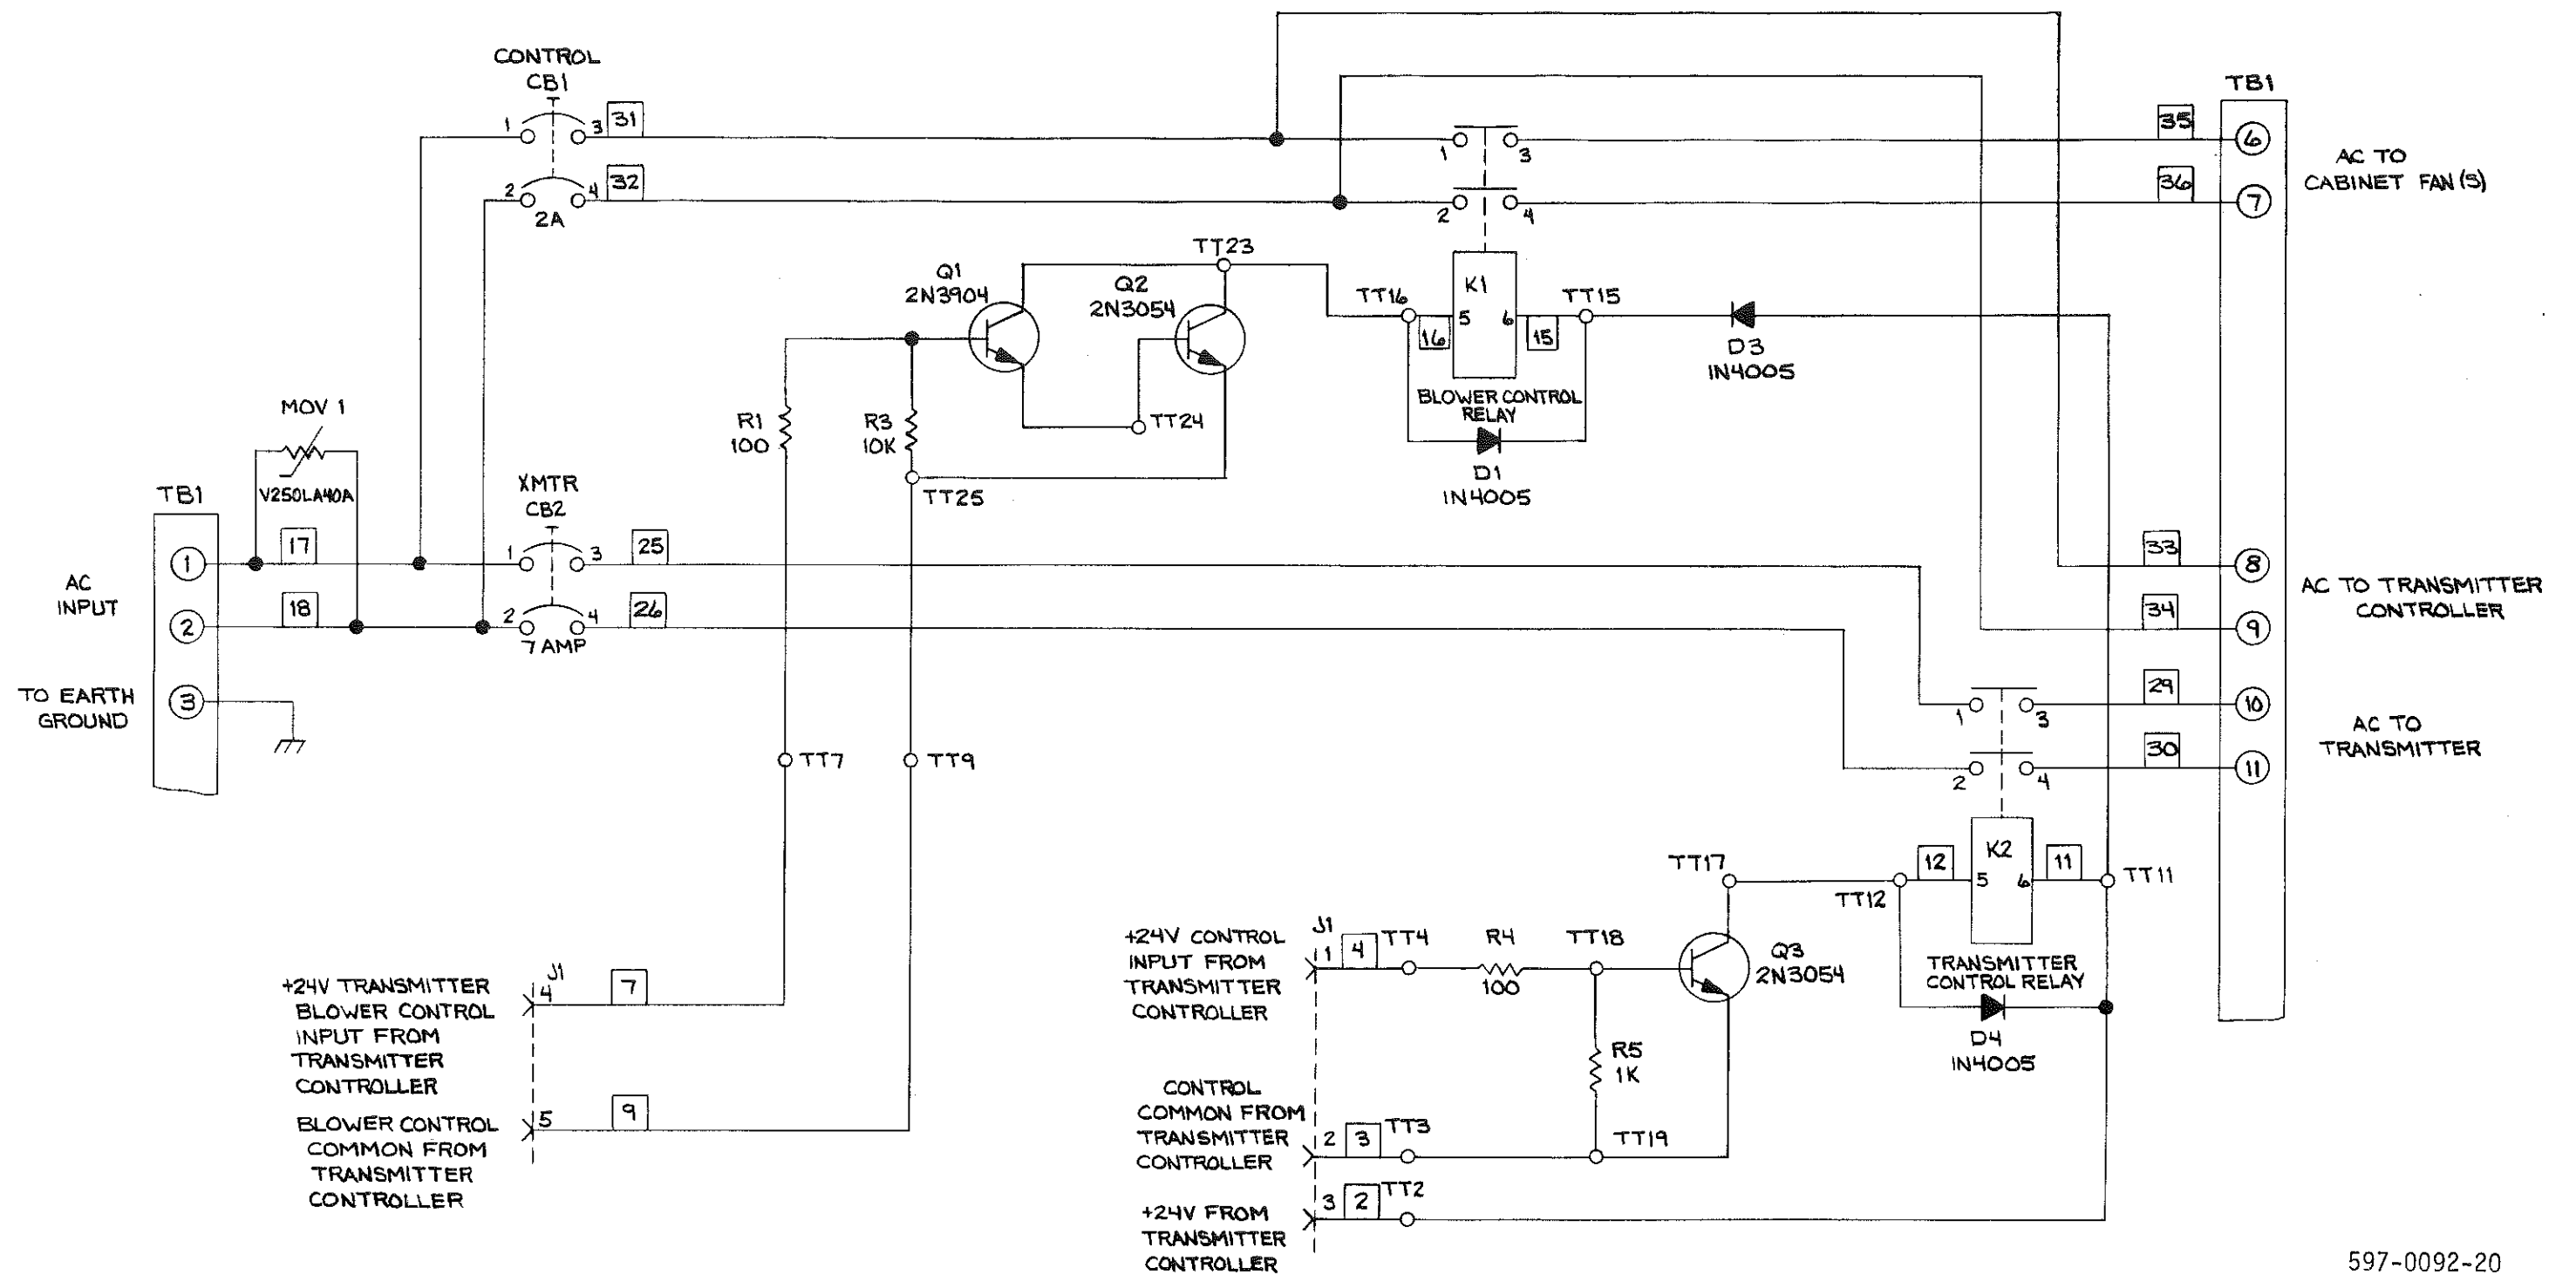 CONTROL
CB1
1
3
31
2
4
32
2A
TB1
35
6
36
7
AC TO
CABINET FAN(S)
1
3
2
4
TT23
Q1
2N3904
Q2
2N3054
K1
TT16
TT15
5
6
16
15
D3
1N4005
BLOWER CONTROL
RELAY
D1
1N4005
R1
100
R3
10K
TT24
TT25
MOV 1
V250LA40A
XMTR
CB2
TB1
17
1
3
25
1
AC
INPUT
18
2
4
26
2
7 AMP
TO EARTH
GROUND
3
33
8
AC TO TRANSMITTER
CONTROLLER
34
9
29
10
1
3
AC TO
TRANSMITTER
30
11
2
4
TT7
TT9
K2
TT17
12
11
5
6
TT11
TT12
TRANSMITTER
CONTROL RELAY
D4
1N4005
+24V TRANSMITTER
BLOWER CONTROL
INPUT FROM
TRANSMITTER
CONTROLLER
J1
4
7
BLOWER CONTROL
COMMON FROM
TRANSMITTER
CONTROLLER
5
9
+24V CONTROL
INPUT FROM
TRANSMITTER
CONTROLLER
J1
1
4
TT4
R4
100
TT18
Q3
2N3054
R5
1K
CONTROL
COMMON FROM
TRANSMITTER
CONTROLLER
2
3
TT3
TT19
+24V FROM
TRANSMITTER
CONTROLLER
3
2
TT2
597-0092-20